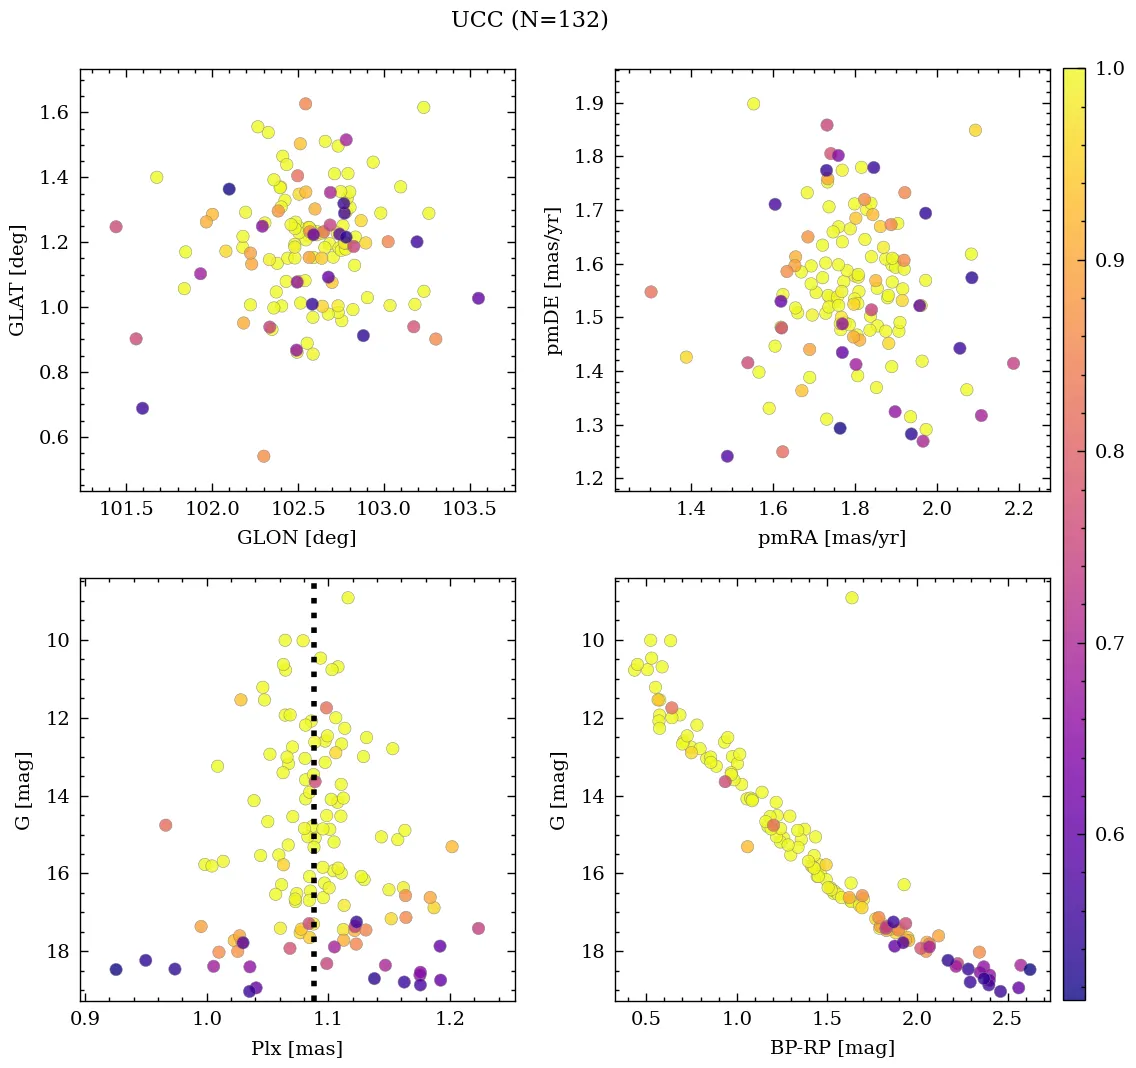 UCC (N=132)
1.6
1.4
1.2
1.0
0.8
0.6
GLAT [deg]
101.5 102.0 102.5 103.0 103.5
GLON [deg]
1.9
1.8
1.7
1.6
1.5
1.4
1.3
1.2
pmDE [mas/yr]
1.4 1.6 1.8 2.0 2.2
pmRA [mas/yr]
10
12
14
16
18
G [mag]
0.9 1.0 1.1 1.2
Plx [mas]
10
12
14
16
18
G [mag]
0.5 1.0 1.5 2.0 2.5
BP-RP [mag]
1.0
0.9
0.8
0.7
0.6